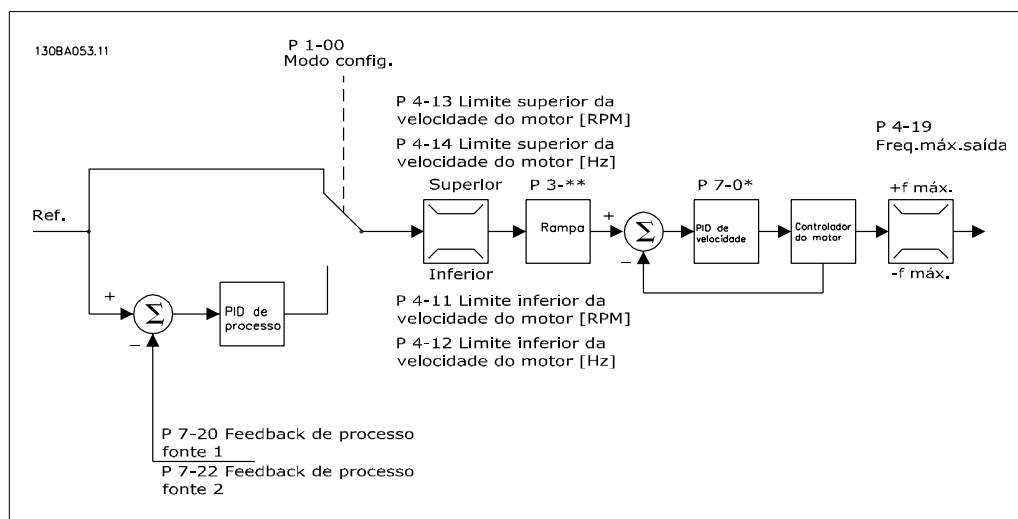 130BA053.11
P 1-00
Modo config.
P 4-13 Limite superior da
velocidade do motor [RPM]
P 4-14 Limite superior da
velocidade do motor [Hz]
P 4-19
Freq.máx.saída
Superior
P 3-**
P 7-0*
+f máx.
Ref.
+
Σ
−
Rampa
PID de
velocidade
Controlador
do motor
Inferior
-f máx.
P 4-11 Limite inferior da
velocidade do motor [RPM]
P 4-12 Limite inferior da
velocidade do motor [Hz]
+
Σ
−
PID de
processo
P 7-20 Feedback de processo
fonte 1
P 7-22 Feedback de processo
fonte 2